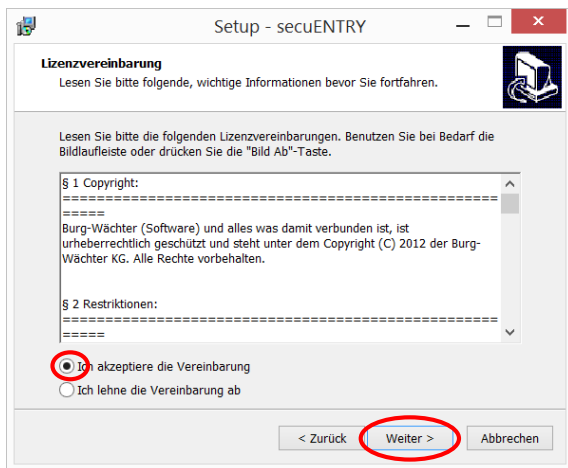 Setup - secuENTRY
Lizenzvereinbarung
Lesen Sie bitte folgende, wichtige Informationen bevor Sie fortfahren.
Lesen Sie bitte die folgenden Lizenzvereinbarungen. Benutzen Sie bei Bedarf die
Bildlaufleiste oder drücken Sie die "Bild Ab"-Taste.
§ 1 Copyright:
===================================================
=====
Burg-Wächter (Software) und alles was damit verbunden ist, ist
urheberrechtlich geschützt und steht unter dem Copyright (C) 2012 der Burg-
Wächter KG. Alle Rechte vorbehalten.
§ 2 Restriktionen:
===================================================
=====
Ich akzeptiere die Vereinbarung
Ich lehne die Vereinbarung ab
< Zurück
Weiter >
Abbrechen